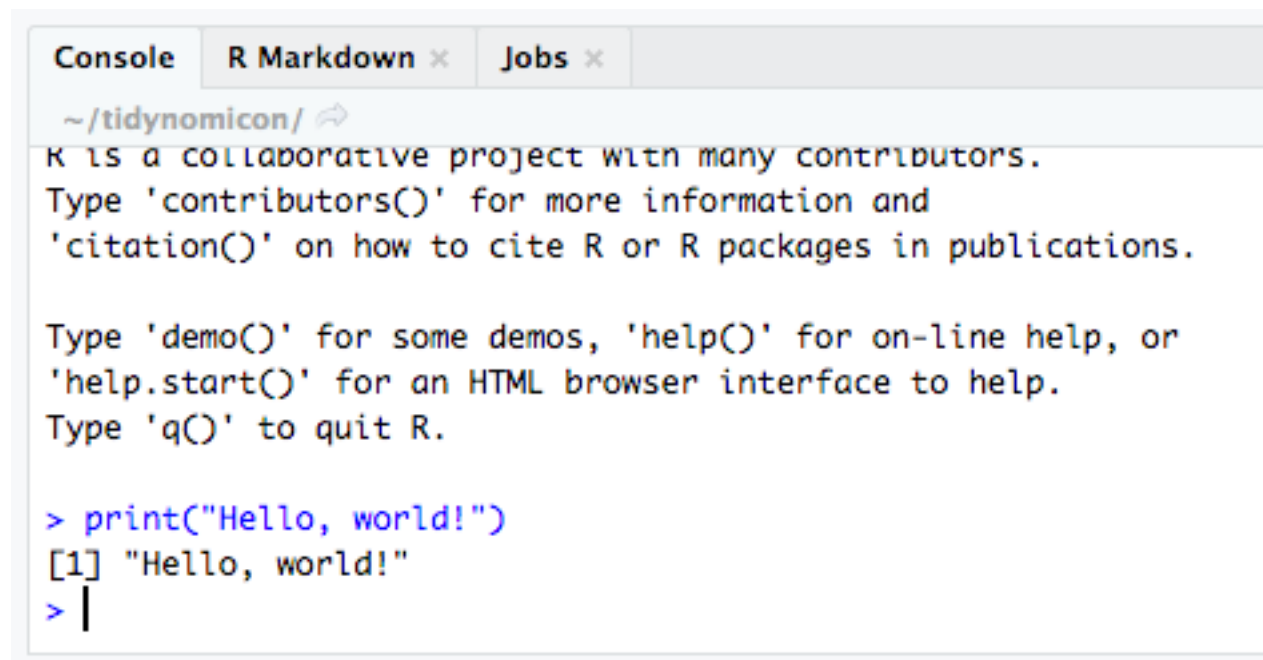 Console R Markdown × Jobs ×
~/tidynomicon/
R is a collaborative project with many contributors.
Type 'contributors()' for more information and
'citation()' on how to cite R or R packages in publications.
Type 'demo()' for some demos, 'help()' for on-line help, or
'help.start()' for an HTML browser interface to help.
Type 'q()' to quit R.
> print("Hello, world!")
[1] "Hello, world!"
>